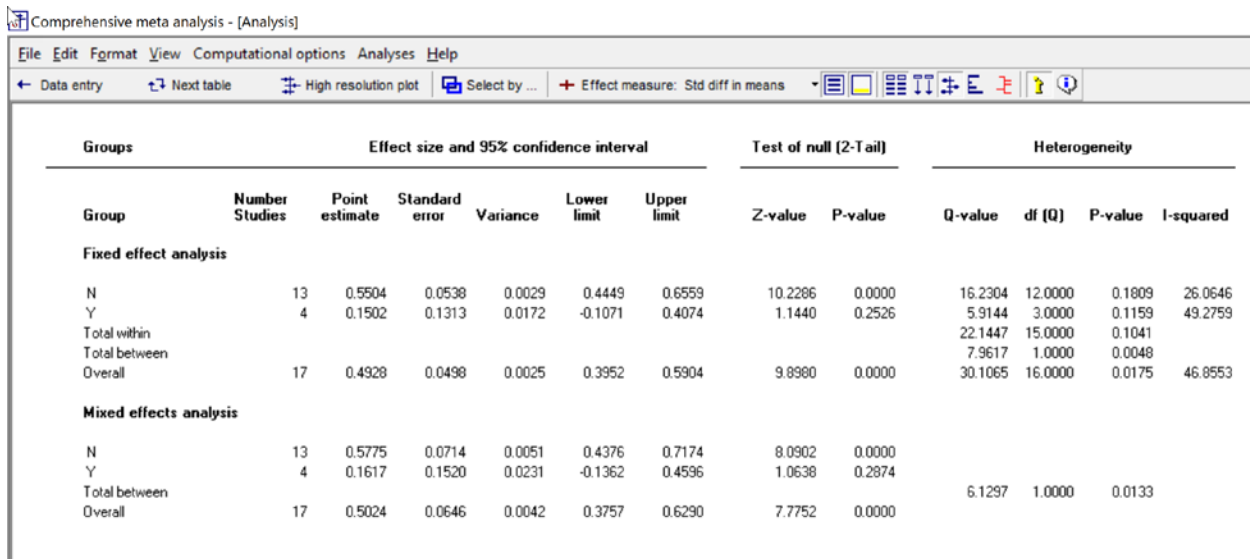 Comprehensive meta analysis - [Analysis]
File Edit Format View Computational options Analyses Help
← Data entry Next table High resolution plot Select by ... + Effect measure: Std diff in means
Groups Effect size and 95% confidence interval Test of null (2-Tail) Heterogeneity
Group Number Studies Point estimate Standard error Variance Lower limit Upper limit Z-value P-value Q-value df (Q) P-value I-squared
Fixed effect analysis
N 13 0.5504 0.0538 0.0029 0.4449 0.6559 10.2286 0.0000 16.2304 12.0000 0.1809 26.0646
Y 4 0.1502 0.1313 0.0172 -0.1071 0.4074 1.1440 0.2526 5.9144 3.0000 0.1159 49.2759
Total within 22.1447 15.0000 0.1041
Total between 7.9617 1.0000 0.0048
Overall 17 0.4928 0.0498 0.0025 0.3952 0.5904 9.8980 0.0000 30.1065 16.0000 0.0175 46.8553
Mixed effects analysis
N 13 0.5775 0.0714 0.0051 0.4376 0.7174 8.0902 0.0000
Y 4 0.1617 0.1520 0.0231 -0.1362 0.4596 1.0638 0.2874
Total between 6.1297 1.0000 0.0133
Overall 17 0.5024 0.0646 0.0042 0.3757 0.6290 7.7752 0.0000